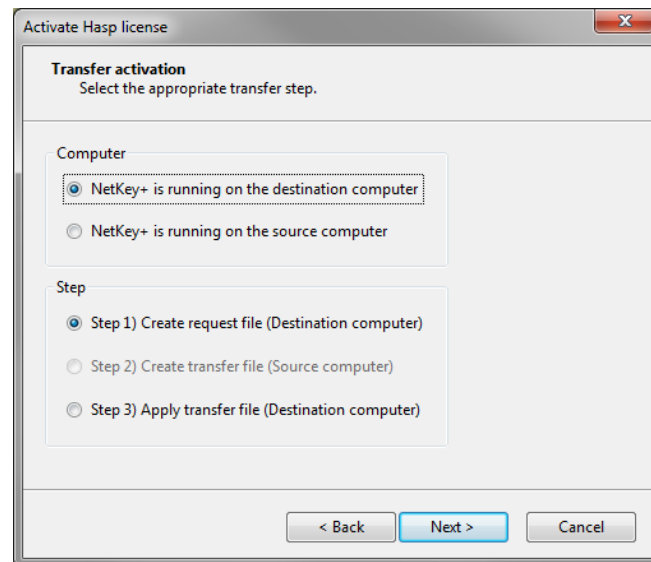 Activate Hasp license
Transfer activation
Select the appropriate transfer step.
Computer
NetKey+ is running on the destination computer
NetKey+ is running on the source computer
Step
Step 1) Create request file (Destination computer)
Step 2) Create transfer file (Source computer)
Step 3) Apply transfer file (Destination computer)
< Back Next > Cancel